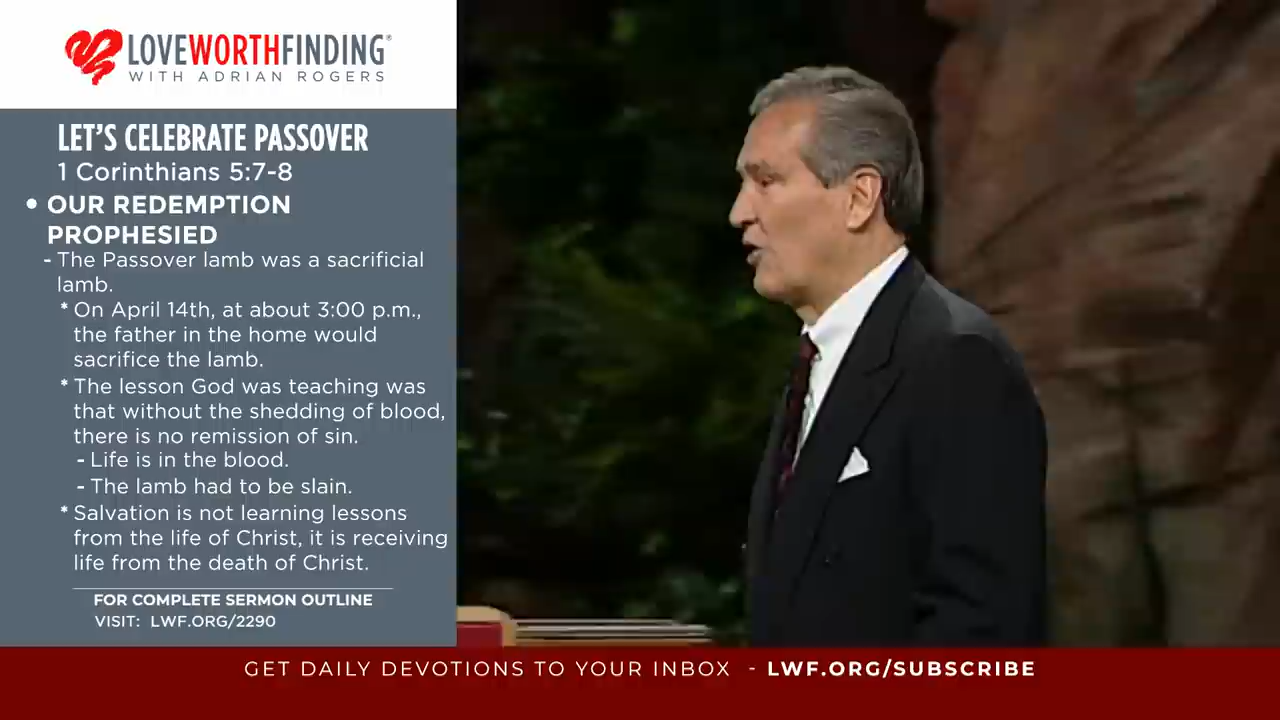 LOVEWORTHFINDING®
WITH ADRIAN ROGERS
LET'S CELEBRATE PASSOVER
1 Corinthians 5:7-8
• OUR REDEMPTION
PROPHESIED
- The Passover lamb was a sacrificial
lamb.
* On April 14th, at about 3:00 p.m.,
the father in the home would
sacrifice the lamb.
* The lesson God was teaching was
that without the shedding of blood,
there is no remission of sin.
- Life is in the blood.
- The lamb had to be slain.
* Salvation is not learning lessons
from the life of Christ, it is receiving
life from the death of Christ.
FOR COMPLETE SERMON OUTLINE
VISIT: LWF.ORG/2290
GET DAILY DEVOTIONS TO YOUR INBOX - LWF.ORG/SUBSCRIBE